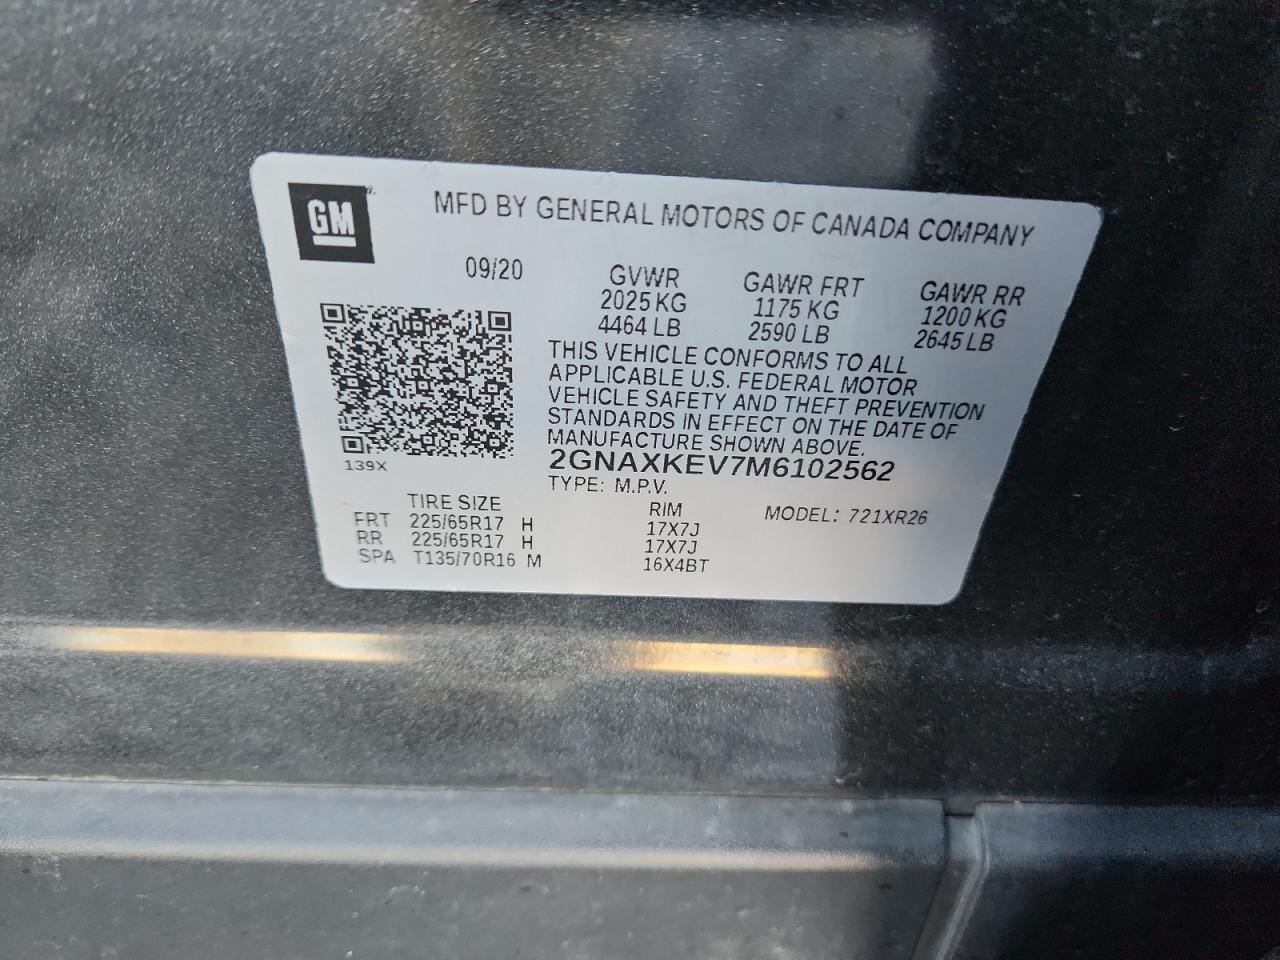 GM
MFD BY GENERAL MOTORS OF CANADA COMPANY
09/20
GVWR GAWR FRT GAWR RR
2025 KG 1175 KG 1200 KG
4464 LB 2590 LB 2645 LB
THIS VEHICLE CONFORMS TO ALL
APPLICABLE U.S. FEDERAL MOTOR
VEHICLE SAFETY AND THEFT PREVENTION
STANDARDS IN EFFECT ON THE DATE OF
MANUFACTURE SHOWN ABOVE.
139X
2GNAXKEV7M6102562
TYPE: M.P.V.
TIRE SIZE RIM MODEL: 721XR26
FRT 225/65R17 H 17X7J
RR 225/65R17 H 17X7J
SPA T135/70R16 M 16X4BT